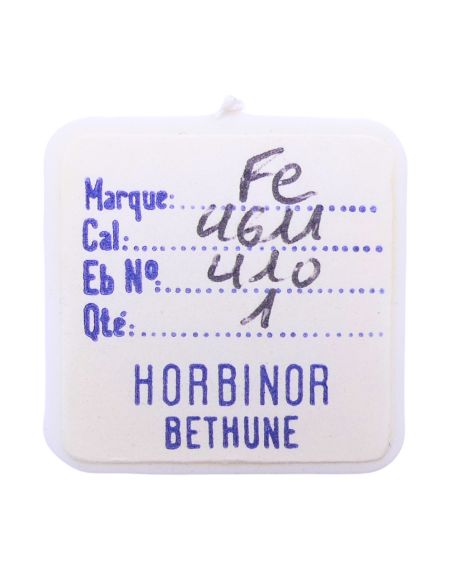 Marque: Fe
Cal: 4611
Eb Nº 410
Qté: 1
HORBINOR
BETHUNE